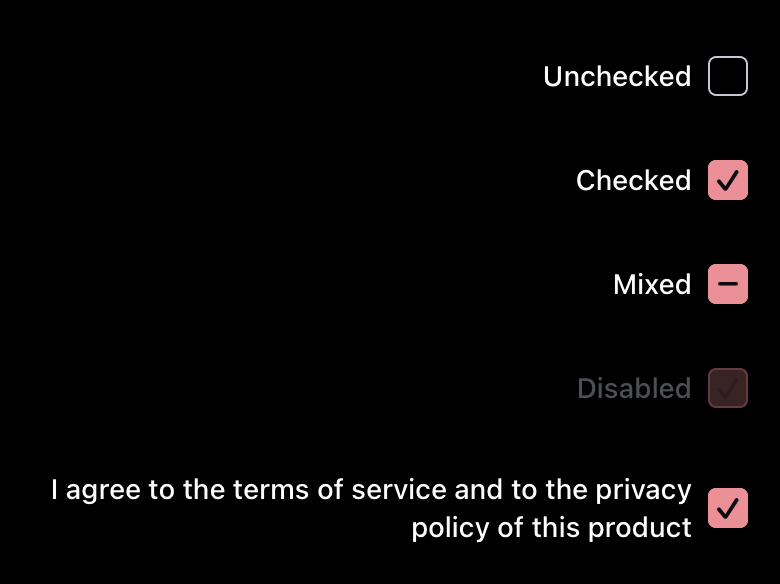 Unchecked
Checked
Mixed
Disabled
I agree to the terms of service and to the privacy
policy of this product